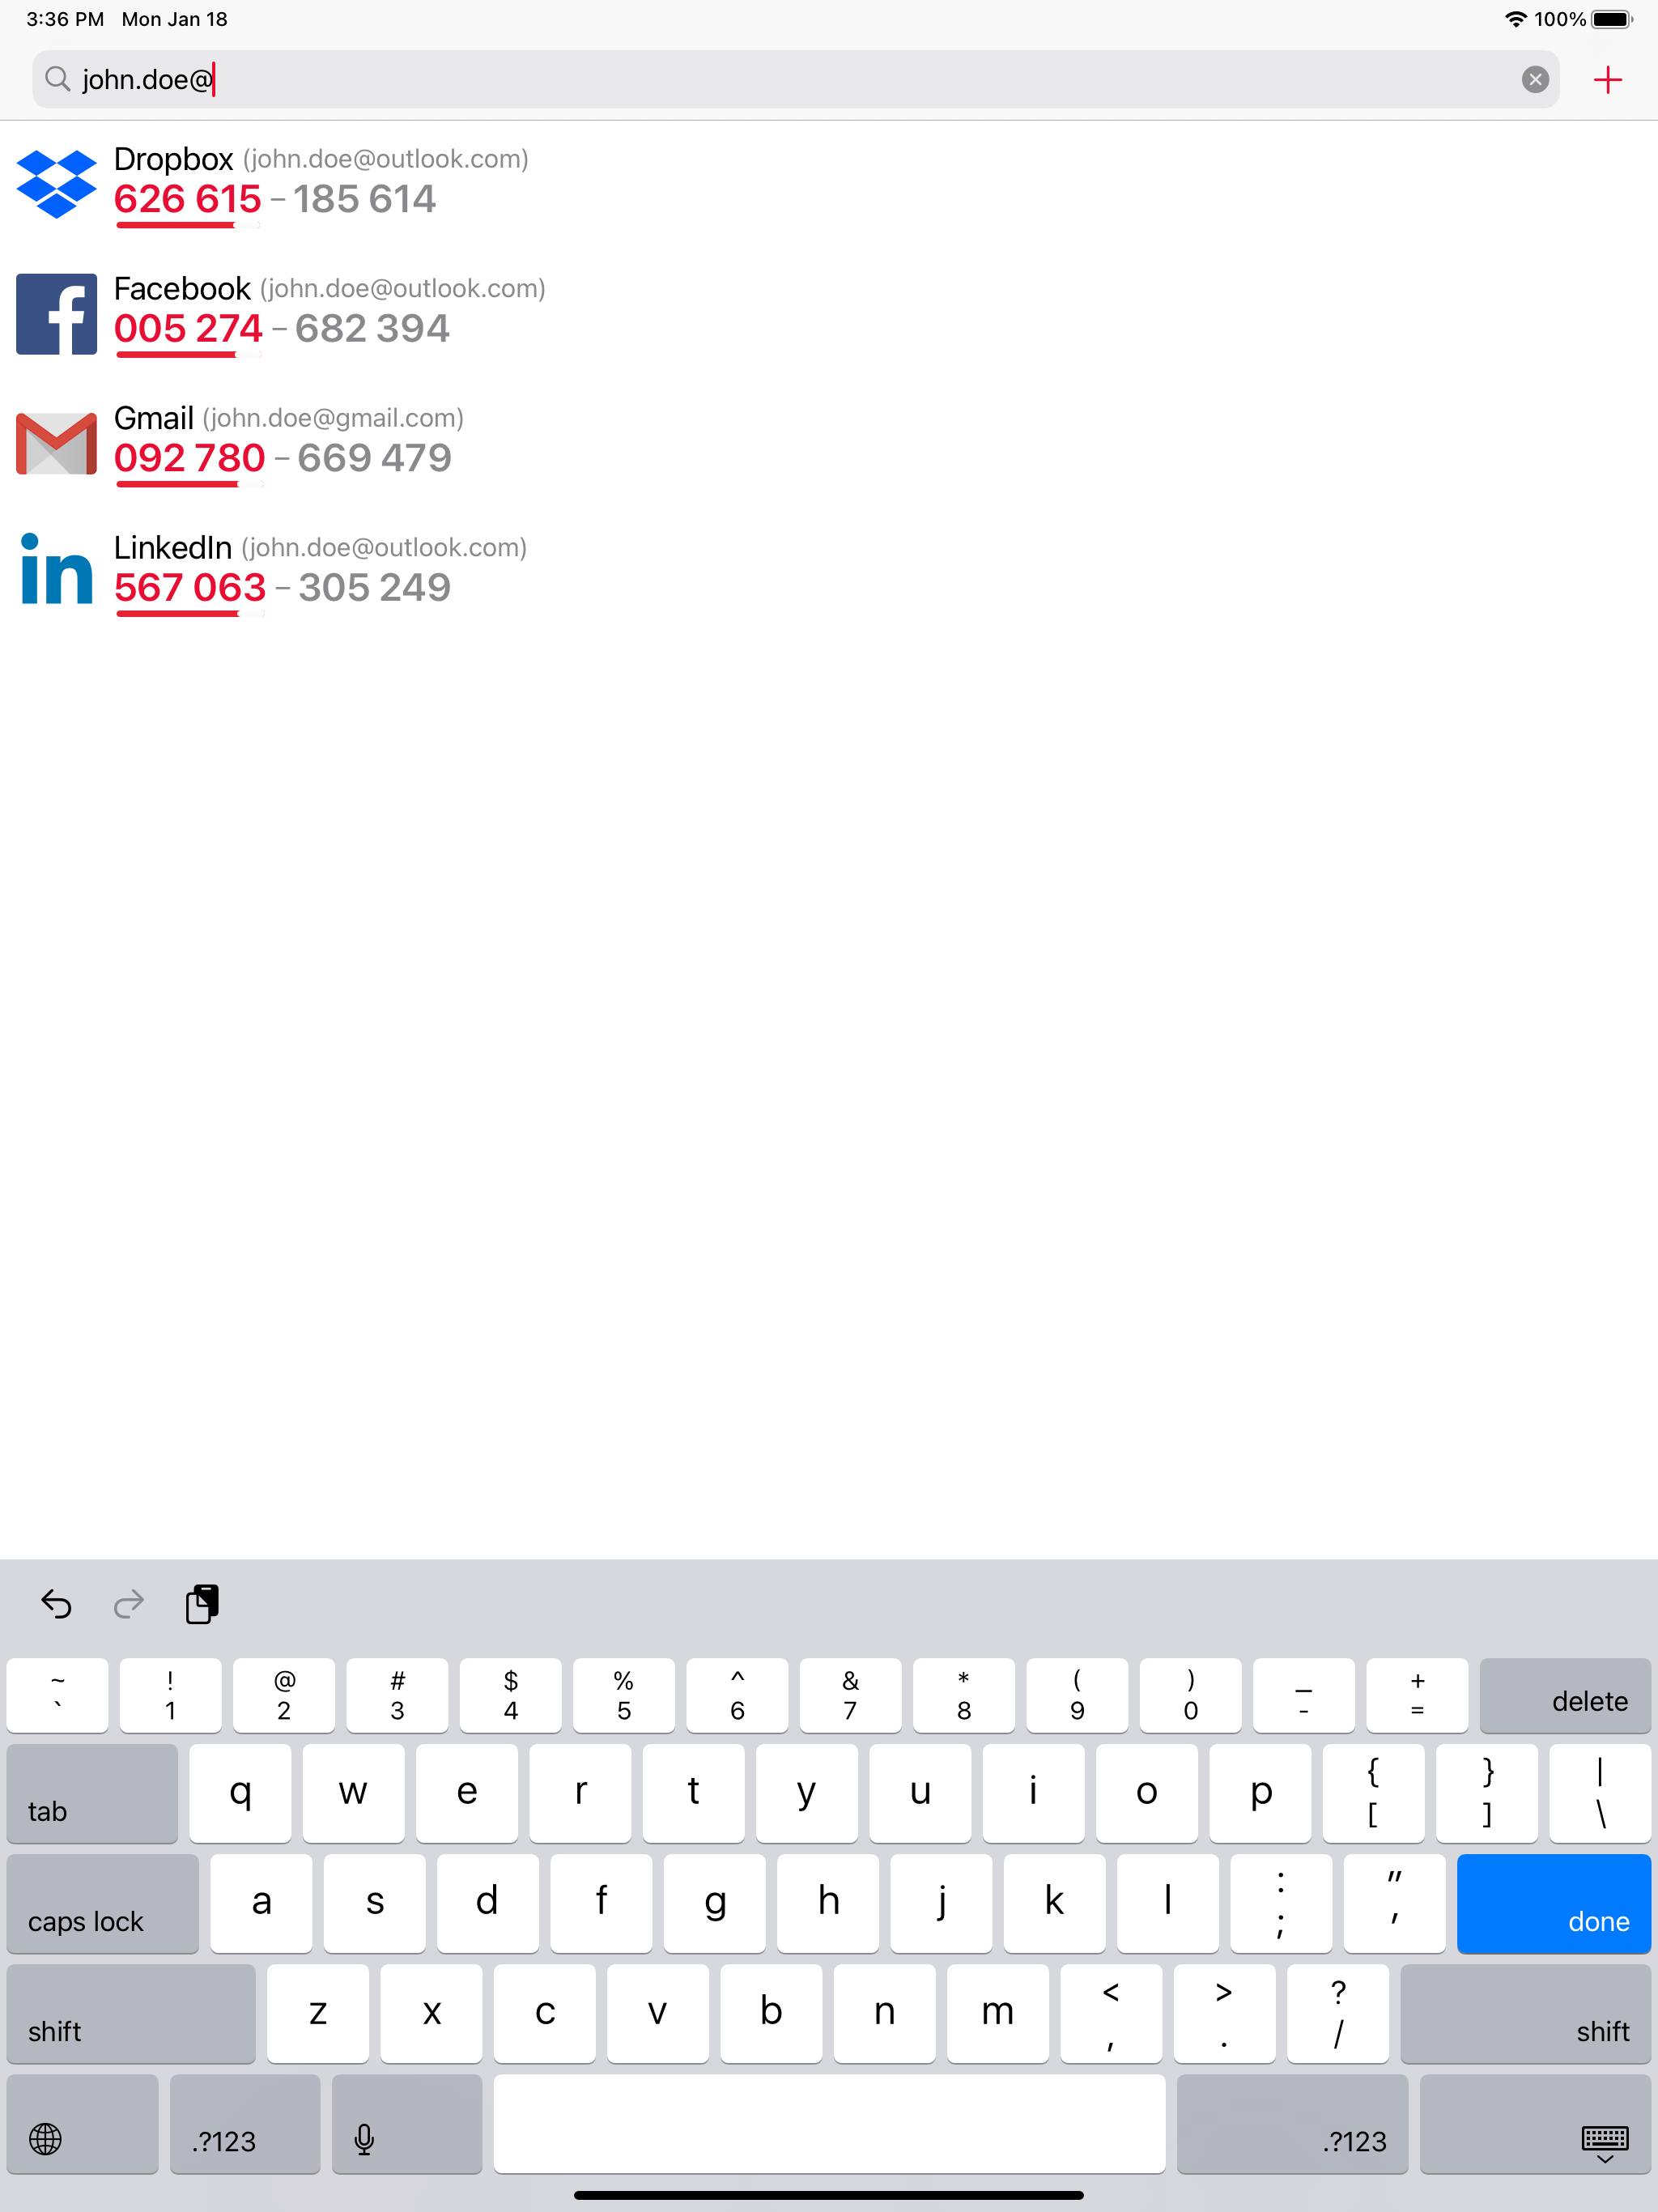 3:36 PM Mon Jan 18 100%
john.doe@
Dropbox (john.doe@outlook.com)
626 615 – 185 614
Facebook (john.doe@outlook.com)
005 274 – 682 394
Gmail (john.doe@gmail.com)
092 780 – 669 479
in LinkedIn (john.doe@outlook.com)
567 063 – 305 249
~ ! @ # $ % ^ & * ( ) _ +
` 1 2 3 4 5 6 7 8 9 0 - = delete
tab q w e r t y u i o p { } |
[ ] \
caps lock a s d f g h j k l : "
; ' done
shift z x c v b n m < > ?
, . / shift
.?123 .?123